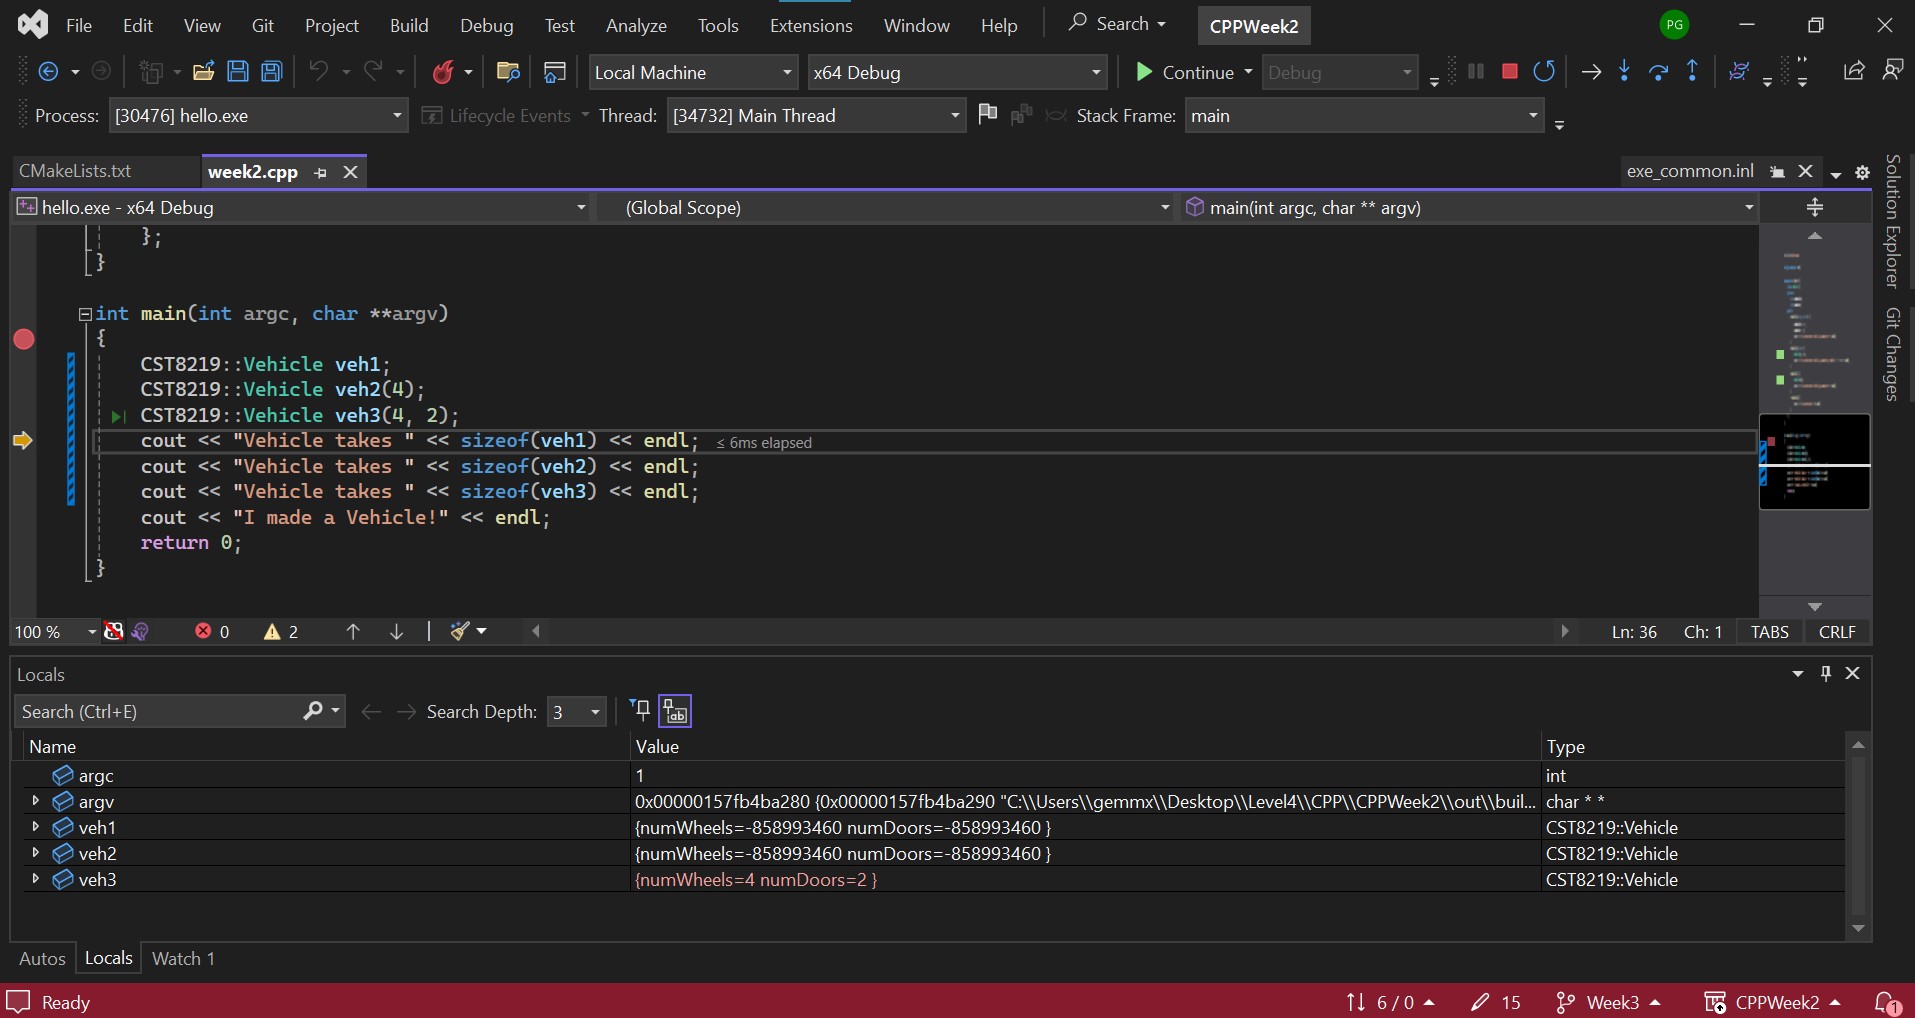 File Edit View Git Project Build Debug Test Analyze Tools Extensions Window Help Search CPPWeek2 PG
Local Machine x64 Debug Continue Debug
Process: [30476] hello.exe Lifecycle Events Thread: [34732] Main Thread Stack Frame: main
CMakeLists.txt week2.cpp exe_common.inl
hello.exe - x64 Debug (Global Scope) main(int argc, char ** argv)
};
}
int main(int argc, char **argv)
{
CST8219::Vehicle veh1;
CST8219::Vehicle veh2(4);
CST8219::Vehicle veh3(4, 2);
cout << "Vehicle takes " << sizeof(veh1) << endl; ≤ 6ms elapsed
cout << "Vehicle takes " << sizeof(veh2) << endl;
cout << "Vehicle takes " << sizeof(veh3) << endl;
cout << "I made a Vehicle!" << endl;
return 0;
}
Solution Explorer
Git Changes
100 % 0 2 Ln: 36 Ch: 1 TABS CRLF
Locals
Search (Ctrl+E) Search Depth: 3
Name Value Type
argc 1 int
argv 0x00000157fb4ba280 {0x00000157fb4ba290 "C:\\Users\\gemmx\\Desktop\\Level4\\CPP\\CPPWeek2\\out\\buil... char * *
veh1 {numWheels=-858993460 numDoors=-858993460 } CST8219::Vehicle
veh2 {numWheels=-858993460 numDoors=-858993460 } CST8219::Vehicle
veh3 {numWheels=4 numDoors=2 } CST8219::Vehicle
Autos Locals Watch 1
Ready 6 / 0 15 Week3 CPPWeek2 1